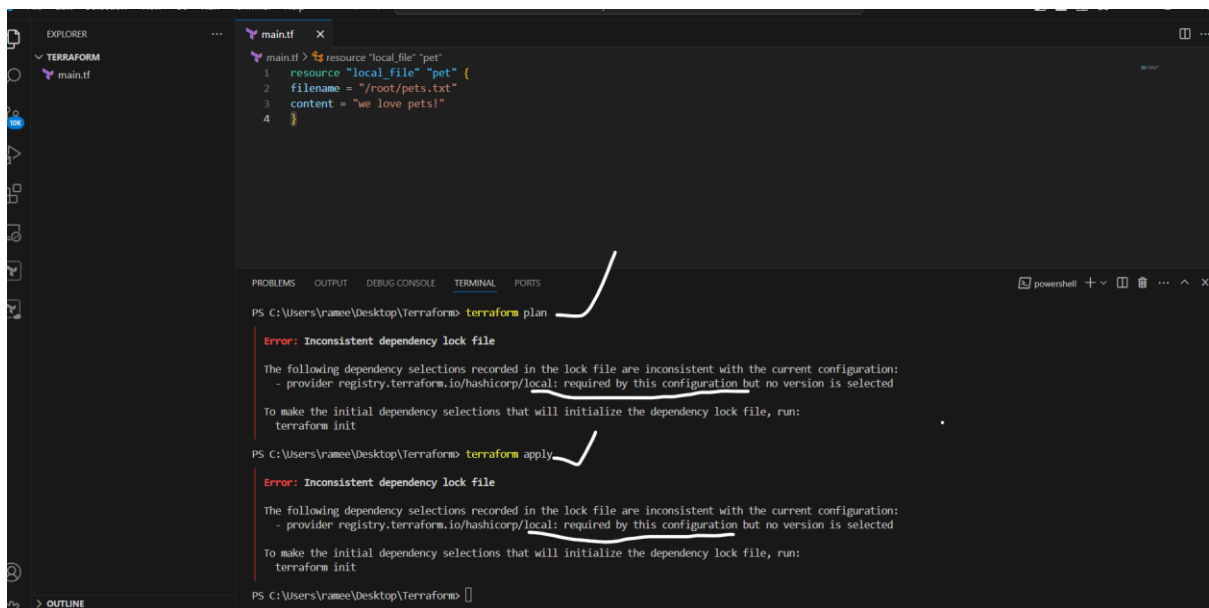 EXPLORER
TERRAFORM
main.tf
10K
OUTLINE
main.tf
main.tf > resource "local_file" "pet"
1 resource "local_file" "pet" {
2 filename = "/root/pets.txt"
3 content = "we love pets!"
4 }
PROBLEMS OUTPUT DEBUG CONSOLE TERMINAL PORTS
powershell
PS C:\Users\ramee\Desktop\Terraform> terraform plan
Error: Inconsistent dependency lock file
The following dependency selections recorded in the lock file are inconsistent with the current configuration:
- provider registry.terraform.io/hashicorp/local: required by this configuration but no version is selected
To make the initial dependency selections that will initialize the dependency lock file, run:
terraform init
PS C:\Users\ramee\Desktop\Terraform> terraform apply
Error: Inconsistent dependency lock file
The following dependency selections recorded in the lock file are inconsistent with the current configuration:
- provider registry.terraform.io/hashicorp/local: required by this configuration but no version is selected
To make the initial dependency selections that will initialize the dependency lock file, run:
terraform init
PS C:\Users\ramee\Desktop\Terraform>